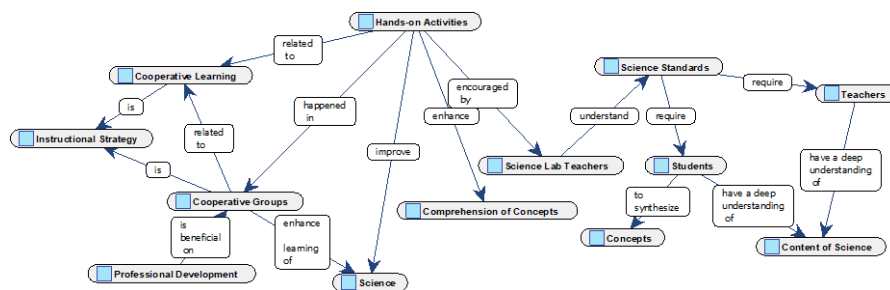 Hands-on Activities
related
to
Cooperative Learning
Science Standards
require
Teachers
encouraged
by
happened
in
enhance
understand
require
is
related
to
Instructional Strategy
improve
Science Lab Teachers
Students
have a deep
understanding
of
is
Cooperative Groups
Comprehension of Concepts
to
synthesize
have a deep
understanding
of
is
beneficial
on
enhance
learning
of
Concepts
Content of Science
Professional Development
Science